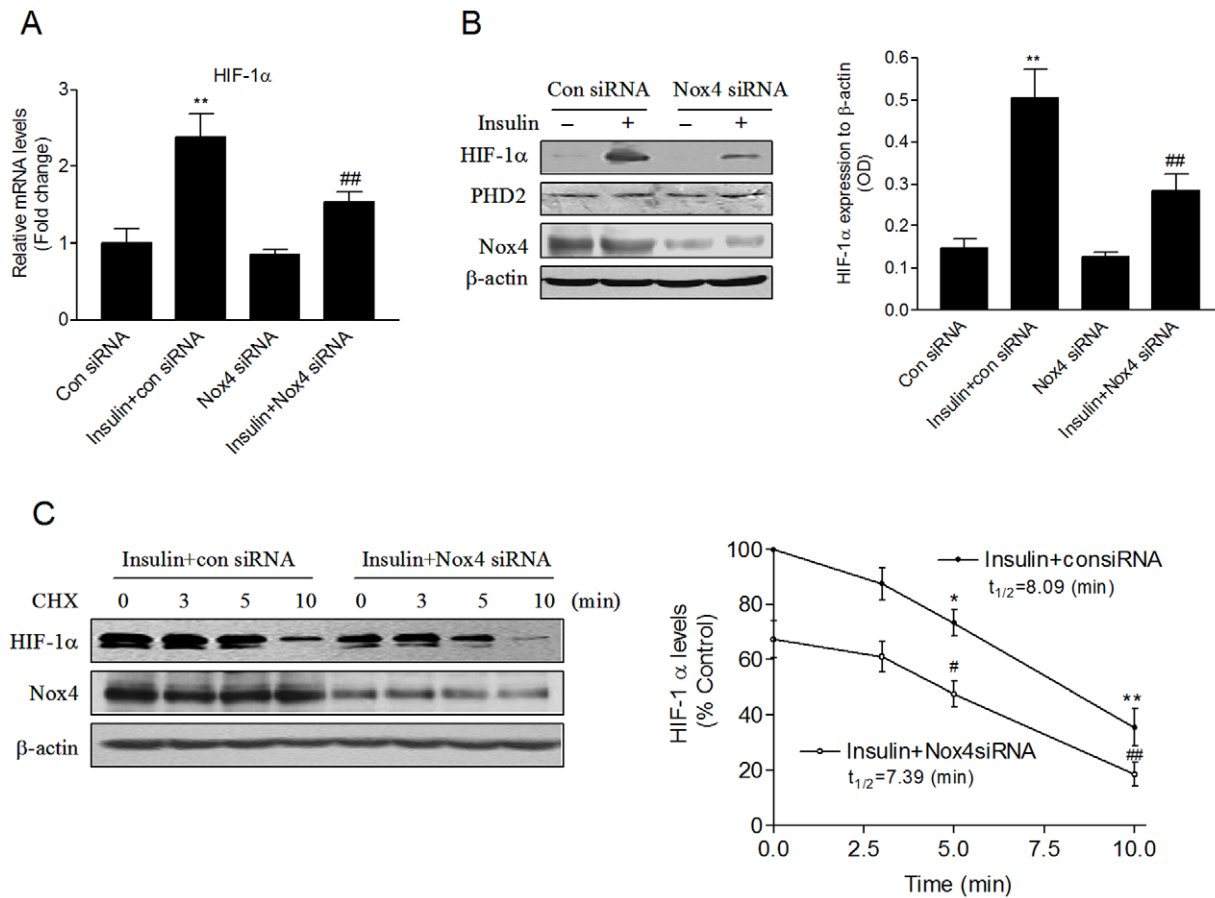 A
HIF-1α
Relative mRNA levels
(Fold change)
3
2
1
0
**
##
Con siRNA
Insulin+con siRNA
Nox4 siRNA
Insulin+Nox4 siRNA
B
Con siRNA Nox4 siRNA
Insulin – + – +
HIF-1α
PHD2
Nox4
β-actin
HIF-1α expression to β-actin
(OD)
0.6
0.5
0.4
0.3
0.2
0.1
0.0
**
##
Con siRNA
Insulin+con siRNA
Nox4 siRNA
Insulin+Nox4 siRNA
C
Insulin+con siRNA Insulin+Nox4 siRNA
CHX 0 3 5 10 0 3 5 10 (min)
HIF-1α
Nox4
β-actin
HIF-1 α levels
(% Control)
100
80
60
40
20
0
Insulin+consiRNA
t1/2=8.09 (min)
*
#
**
##
Insulin+Nox4siRNA
t1/2=7.39 (min)
0.0 2.5 5.0 7.5 10.0
Time (min)